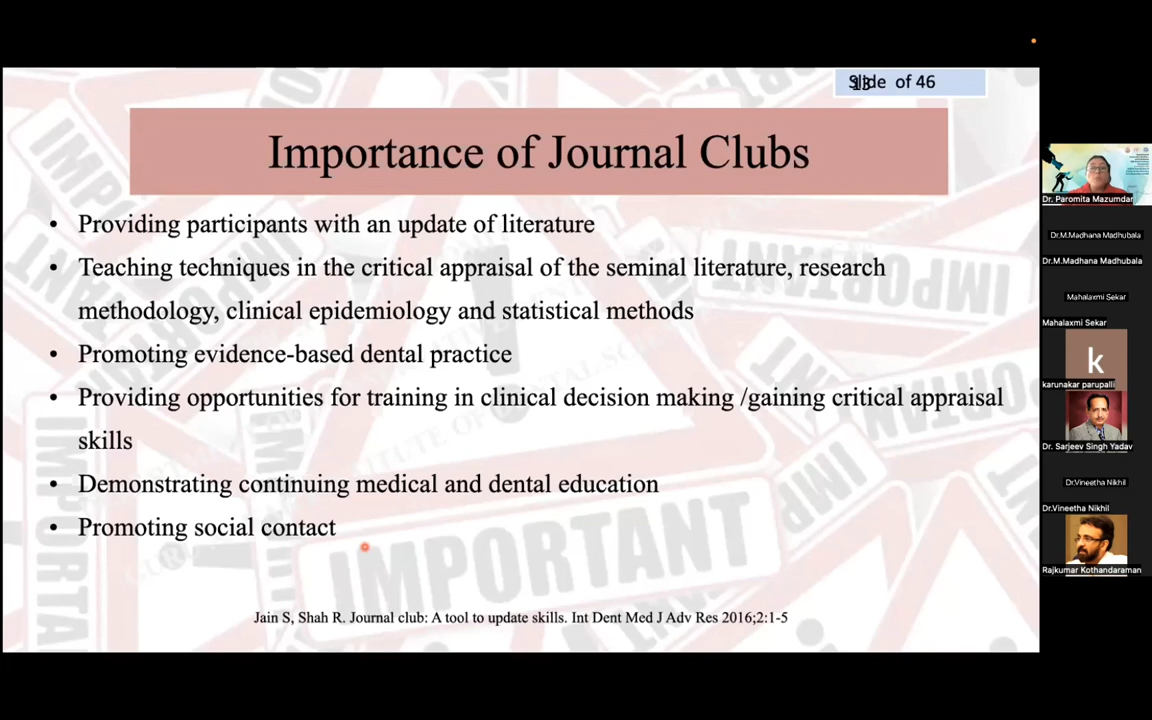 Slide of 46
13
Importance of Journal Clubs
• Providing participants with an update of literature
• Teaching techniques in the critical appraisal of the seminal literature, research
methodology, clinical epidemiology and statistical methods
• Promoting evidence-based dental practice
• Providing opportunities for training in clinical decision making /gaining critical appraisal
skills
• Demonstrating continuing medical and dental education
• Promoting social contact
IMPORTANT
Jain S, Shah R. Journal club: A tool to update skills. Int Dent Med J Adv Res 2016;2:1-5
Dr. Paromita Mazumdar
Dr.M.Madhana Madhubala
Dr.M.Madhana Madhubala
Mahalaxmi Sekar
Mahalaxmi Sekar
k
karunakar parupalli
Dr. Sarjeev Singh Yadav
Dr.Vineetha Nikhil
Dr.Vineetha Nikhil
Rajkumar Kothandaraman